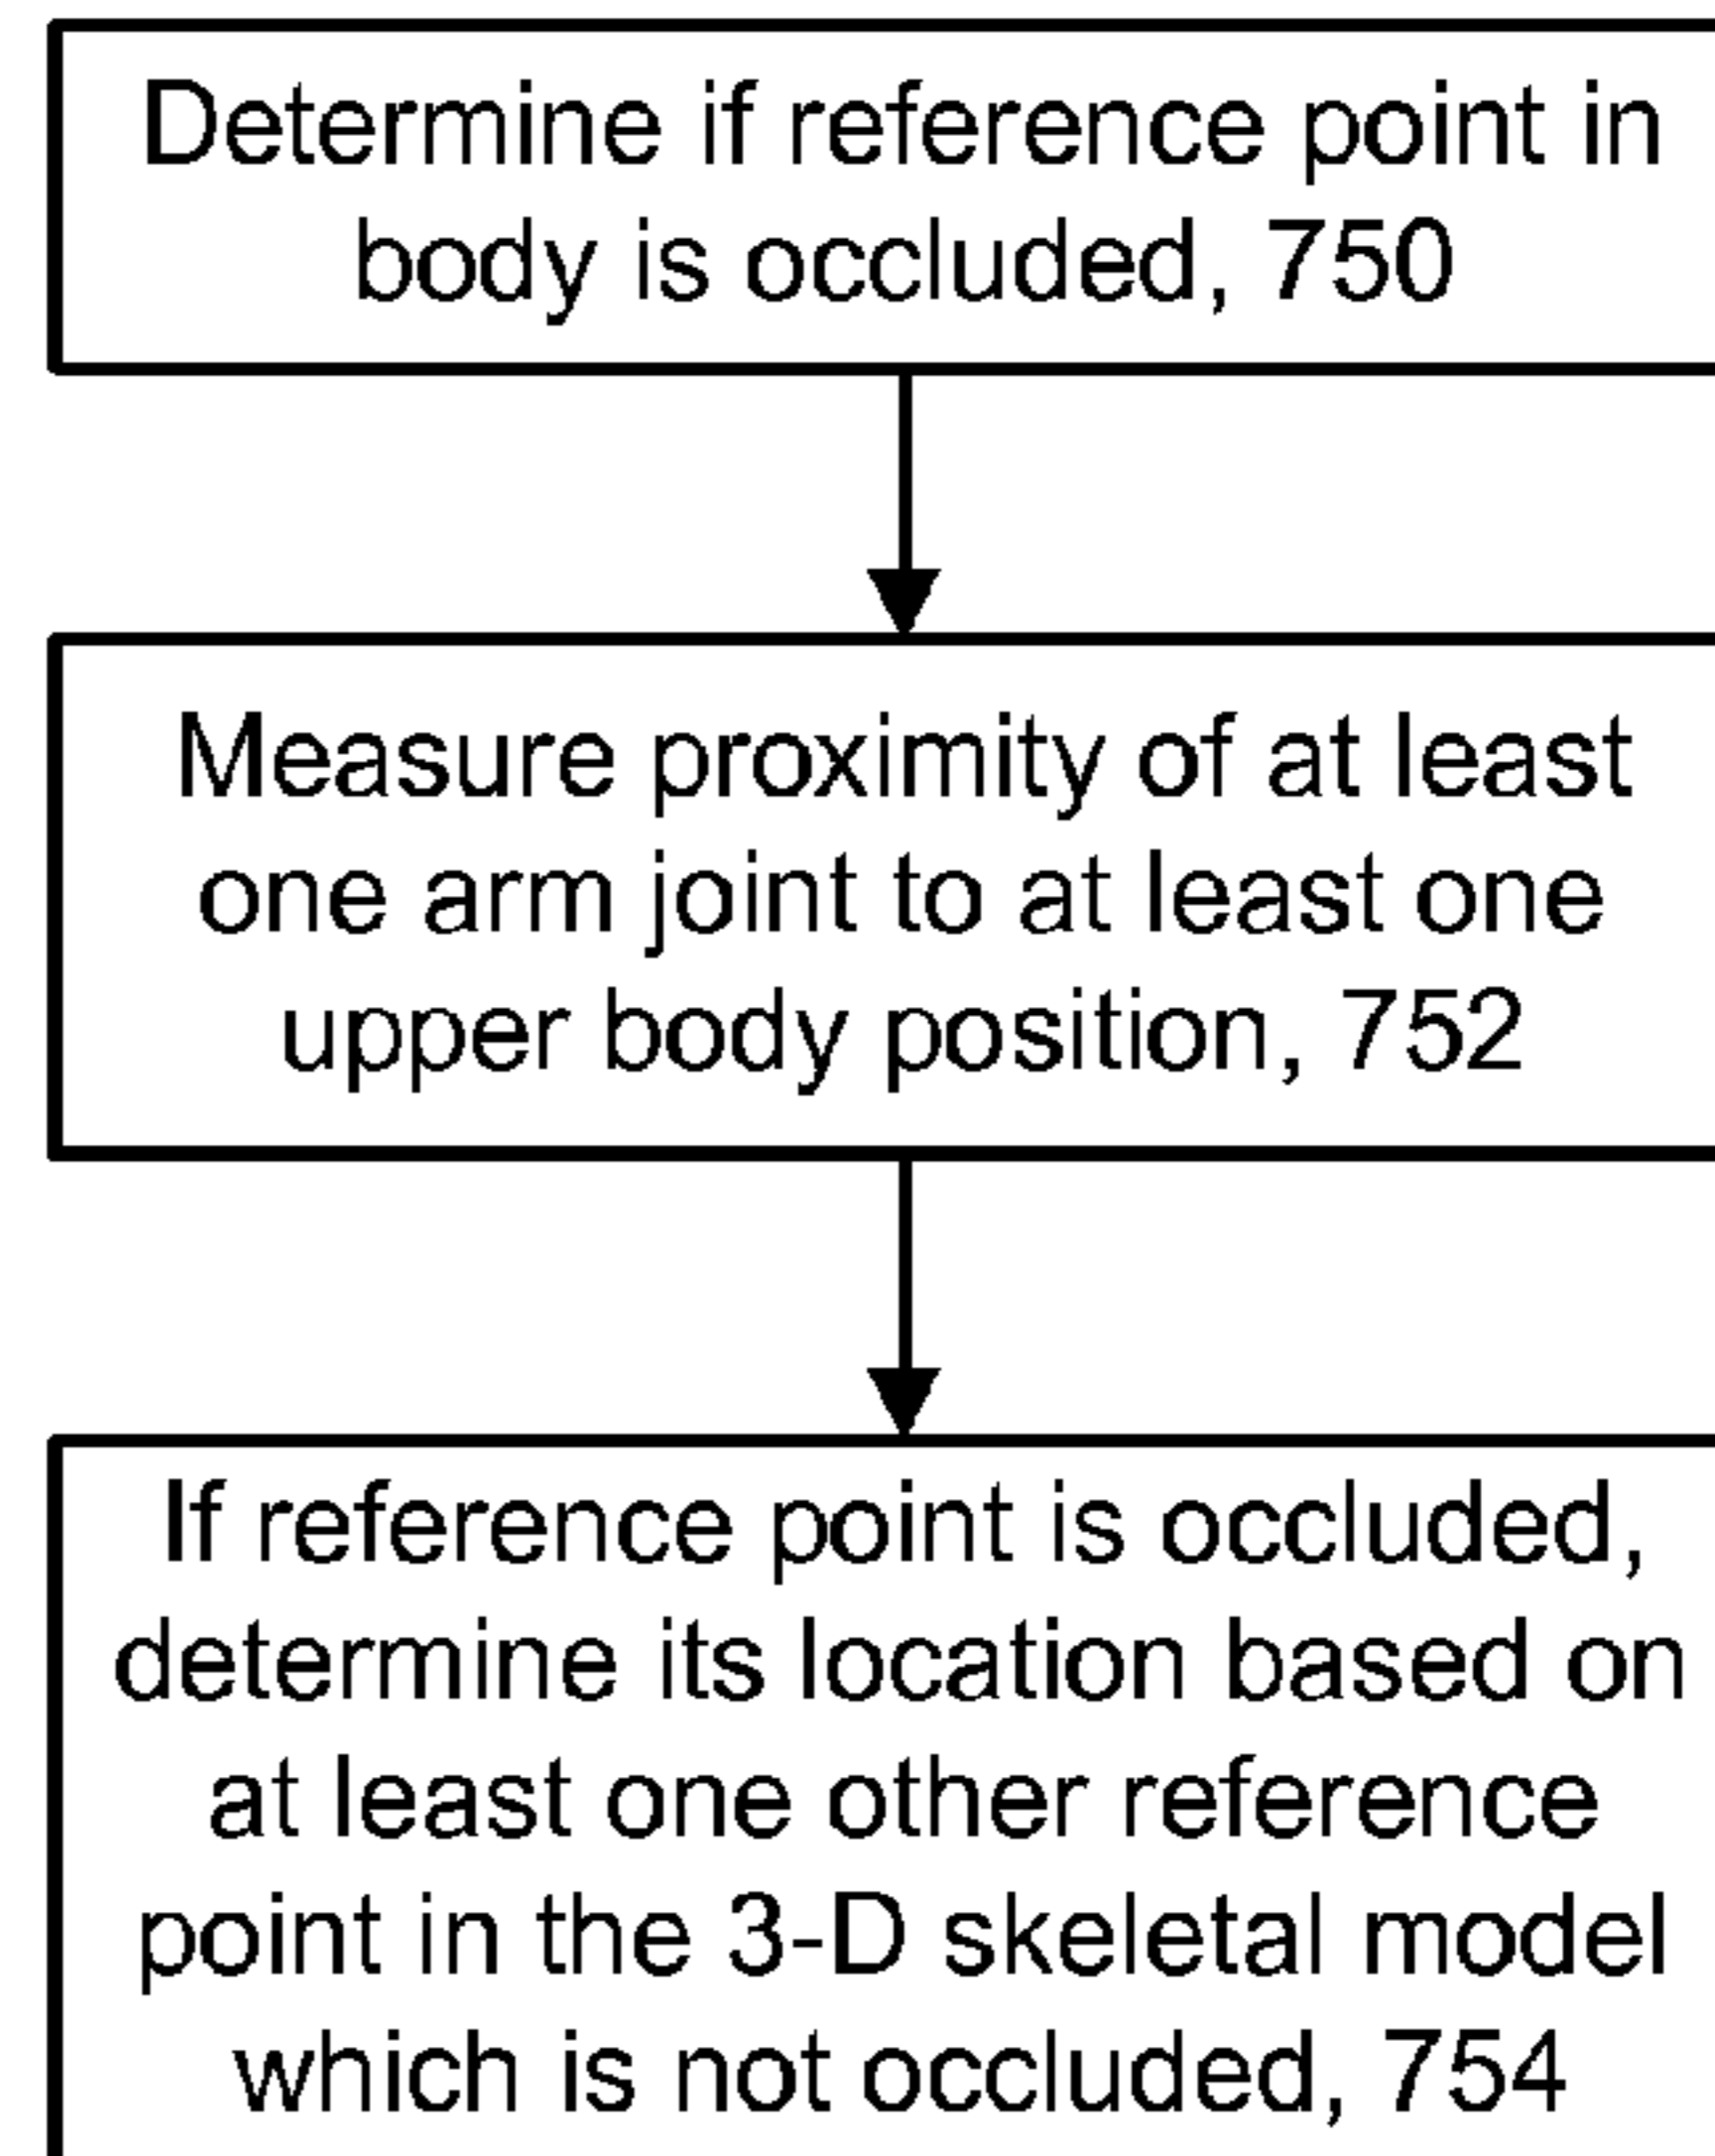 Determine if reference point in
body is occluded, 750
Measure proximity of at least
one arm joint to at least one
upper body position, 752
If reference point is occluded,
determine its location based on
at least one other reference
point in the 3-D skeletal model
which is not occluded, 754